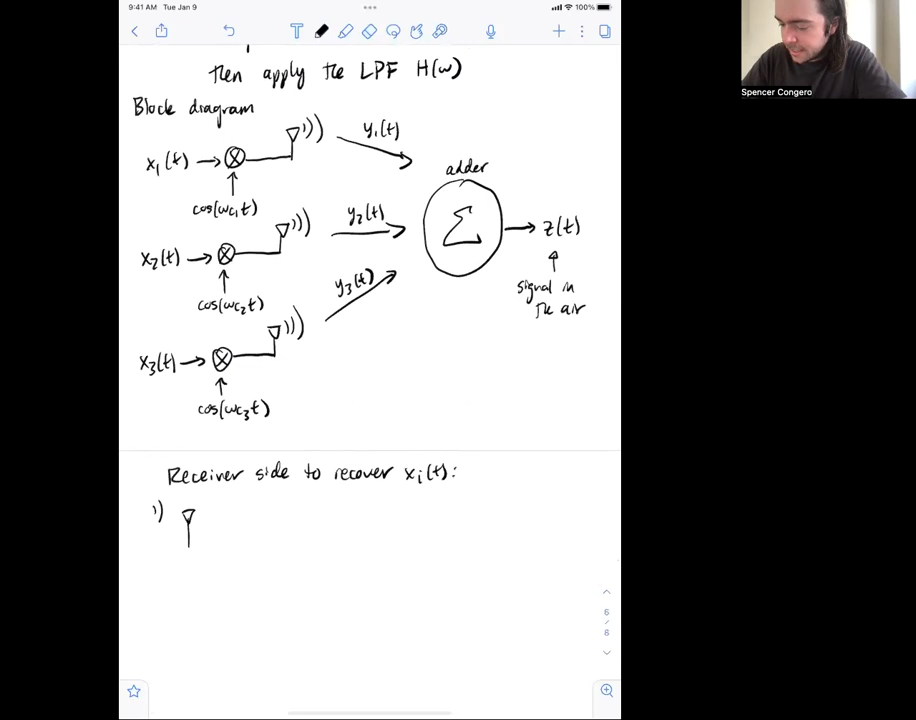 9:41 AM Tue Jan 9
100%
then apply the LPF H(ω)
Block diagram
x₁(t)
cos(ωc₁t)
y₁(t)
x₂(t)
cos(ωc₂t)
y₂(t)
x₃(t)
cos(ωc₃t)
y₃(t)
adder
Σ
z(t)
signal in
the air
Receiver side to recover xᵢ(t):
5
/
8
Spencer Congero